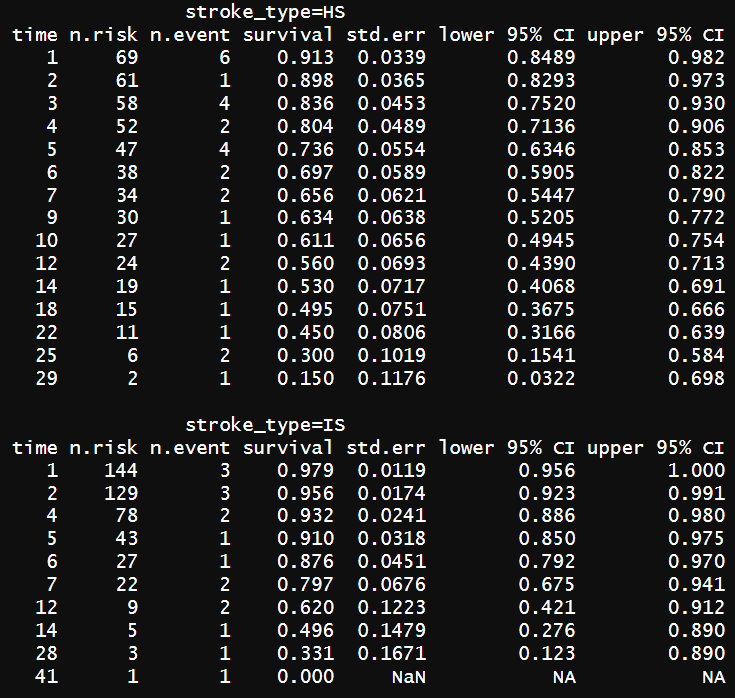 stroke_type=HS
time n.risk n.event survival std.err lower 95% CI upper 95% CI
1 69 6 0.913 0.0339 0.8489 0.982
2 61 1 0.898 0.0365 0.8293 0.973
3 58 4 0.836 0.0453 0.7520 0.930
4 52 2 0.804 0.0489 0.7136 0.906
5 47 4 0.736 0.0554 0.6346 0.853
6 38 2 0.697 0.0589 0.5905 0.822
7 34 2 0.656 0.0621 0.5447 0.790
9 30 1 0.634 0.0638 0.5205 0.772
10 27 1 0.611 0.0656 0.4945 0.754
12 24 2 0.560 0.0693 0.4390 0.713
14 19 1 0.530 0.0717 0.4068 0.691
18 15 1 0.495 0.0751 0.3675 0.666
22 11 1 0.450 0.0806 0.3166 0.639
25 6 2 0.300 0.1019 0.1541 0.584
29 2 1 0.150 0.1176 0.0322 0.698
stroke_type=IS
time n.risk n.event survival std.err lower 95% CI upper 95% CI
1 144 3 0.979 0.0119 0.956 1.000
2 129 3 0.956 0.0174 0.923 0.991
4 78 2 0.932 0.0241 0.886 0.980
5 43 1 0.910 0.0318 0.850 0.975
6 27 1 0.876 0.0451 0.792 0.970
7 22 2 0.797 0.0676 0.675 0.941
12 9 2 0.620 0.1223 0.421 0.912
14 5 1 0.496 0.1479 0.276 0.890
28 3 1 0.331 0.1671 0.123 0.890
41 1 1 0.000 NaN NA NA